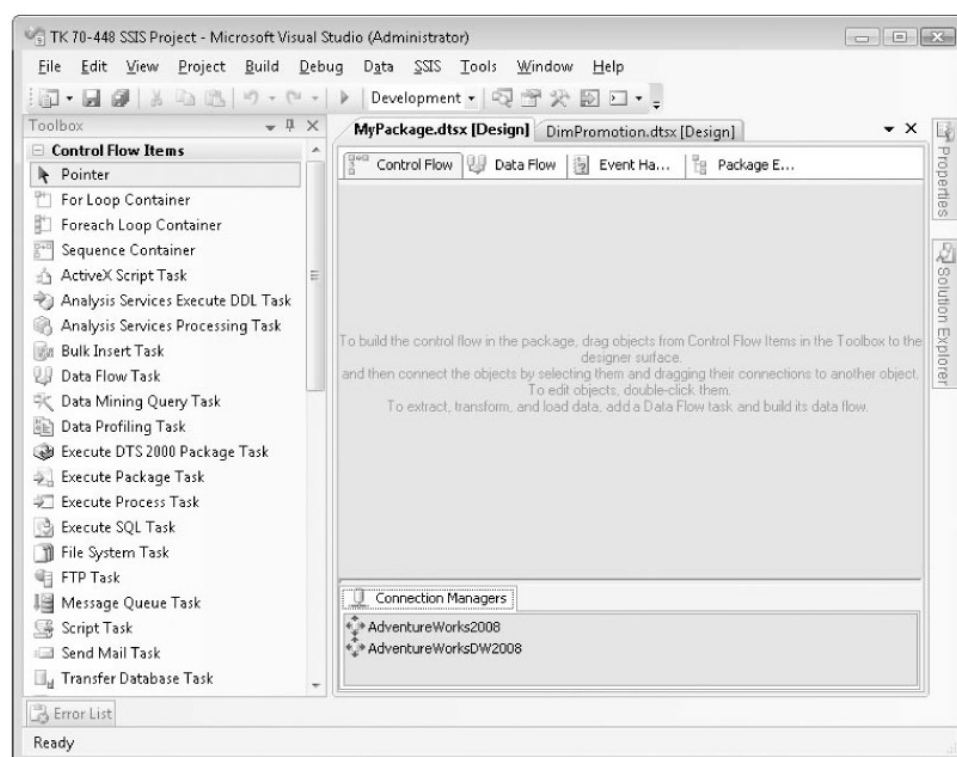 TK 70-448 SSIS Project - Microsoft Visual Studio (Administrator)
File Edit View Project Build Debug Data SSIS Tools Window Help
Development
Toolbox
MyPackage.dtsx [Design] DimPromotion.dtsx [Design]
Control Flow Items
Control Flow Data Flow Event Ha... Package E...
Pointer
For Loop Container
Foreach Loop Container
Sequence Container
ActiveX Script Task
Analysis Services Execute DDL Task
Analysis Services Processing Task
Bulk Insert Task
Data Flow Task
Data Mining Query Task
Data Profiling Task
Execute DTS 2000 Package Task
Execute Package Task
Execute Process Task
Execute SQL Task
File System Task
FTP Task
Message Queue Task
Script Task
Send Mail Task
Transfer Database Task
To build the control flow in the package, drag objects from Control Flow Items in the Toolbox to the
designer surface.
and then connect the objects by selecting them and dragging their connections to another object.
To edit objects, double-click them.
To extract, transform, and load data, add a Data Flow task and build its data flow.
Connection Managers
AdventureWorks2008
AdventureWorksDW2008
Properties
Solution Explorer
Error List
Ready